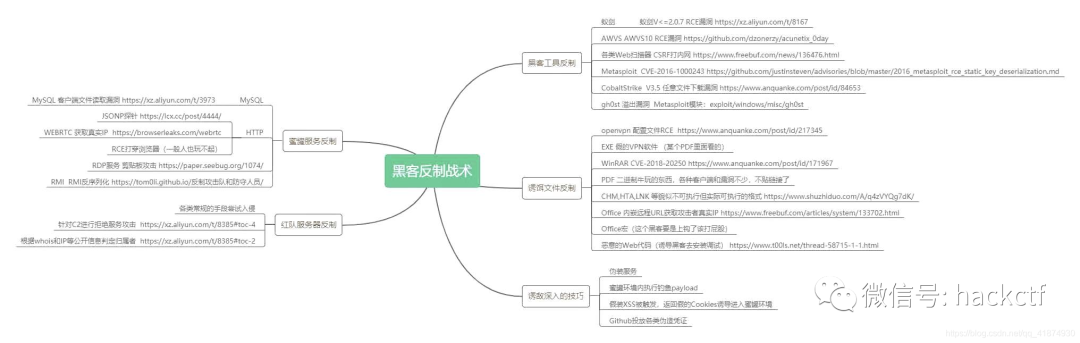 黑客反制战术
蜜罐服务反制
MySQL
MySQL 客户端文件读取漏洞 https://xz.aliyun.com/t/3973
HTTP
JSONP探针 https://lcx.cc/post/4444/
WEBRTC 获取真实IP https://browserleaks.com/webrtc
RCE打穿浏览器（一般人也玩不起）
RDP服务 剪贴板攻击 https://paper.seebug.org/1074/
RMI RMI反序列化 https://tom0li.github.io/反制攻击队和防守人员/
红队服务器反制
各类常规的手段尝试入侵
针对C2进行拒绝服务攻击 https://xz.aliyun.com/t/8385#toc-4
根据whois和IP等公开信息判定归属者 https://xz.aliyun.com/t/8385#toc-2
黑客工具反制
蚁剑 蚁剑V<=2.0.7 RCE漏洞 https://xz.aliyun.com/t/8167
AWVS AWVS10 RCE漏洞 https://github.com/dzonerzy/acunetix_0day
各类Web扫描器 CSRF打内网 https://www.freebuf.com/news/136476.html
Metasploit CVE-2016-1000243 https://github.com/justinsteven/advisories/blob/master/2016_metasploit_rce_static_key_deserialization.md
CobaltStrike V3.5 任意文件下载漏洞 https://www.anquanke.com/post/id/84653
gh0st 溢出漏洞 Metasploit模块：exploit/windows/misc/gh0st
诱饵文件反制
openvpn 配置文件RCE https://www.anquanke.com/post/id/217345
EXE 假的VPN软件 （某个PDF里面看的）
WinRAR CVE-2018-20250 https://www.anquanke.com/post/id/171967
PDF 二进制牛玩的东西，各种客户端和漏洞不少，不贴链接了
CHM,HTA,LNK 等貌似不可执行但实际可执行的格式 https://www.shuzhiduo.com/A/q4zVYQg7dK/
Office 内嵌远程URL获取攻击者真实IP https://www.freebuf.com/articles/system/133702.html
Office宏（这个黑客要是上钩了该打屁股）
恶意的Web代码（诱导黑客去安装调试） https://www.t00ls.net/thread-58715-1-1.html
诱敌深入的技巧
伪装服务
蜜罐环境内执行钓鱼payload
假装XSS被触发，返回假的Cookies诱导进入蜜罐环境
Github投放各类伪造凭证
微信号: hackctf